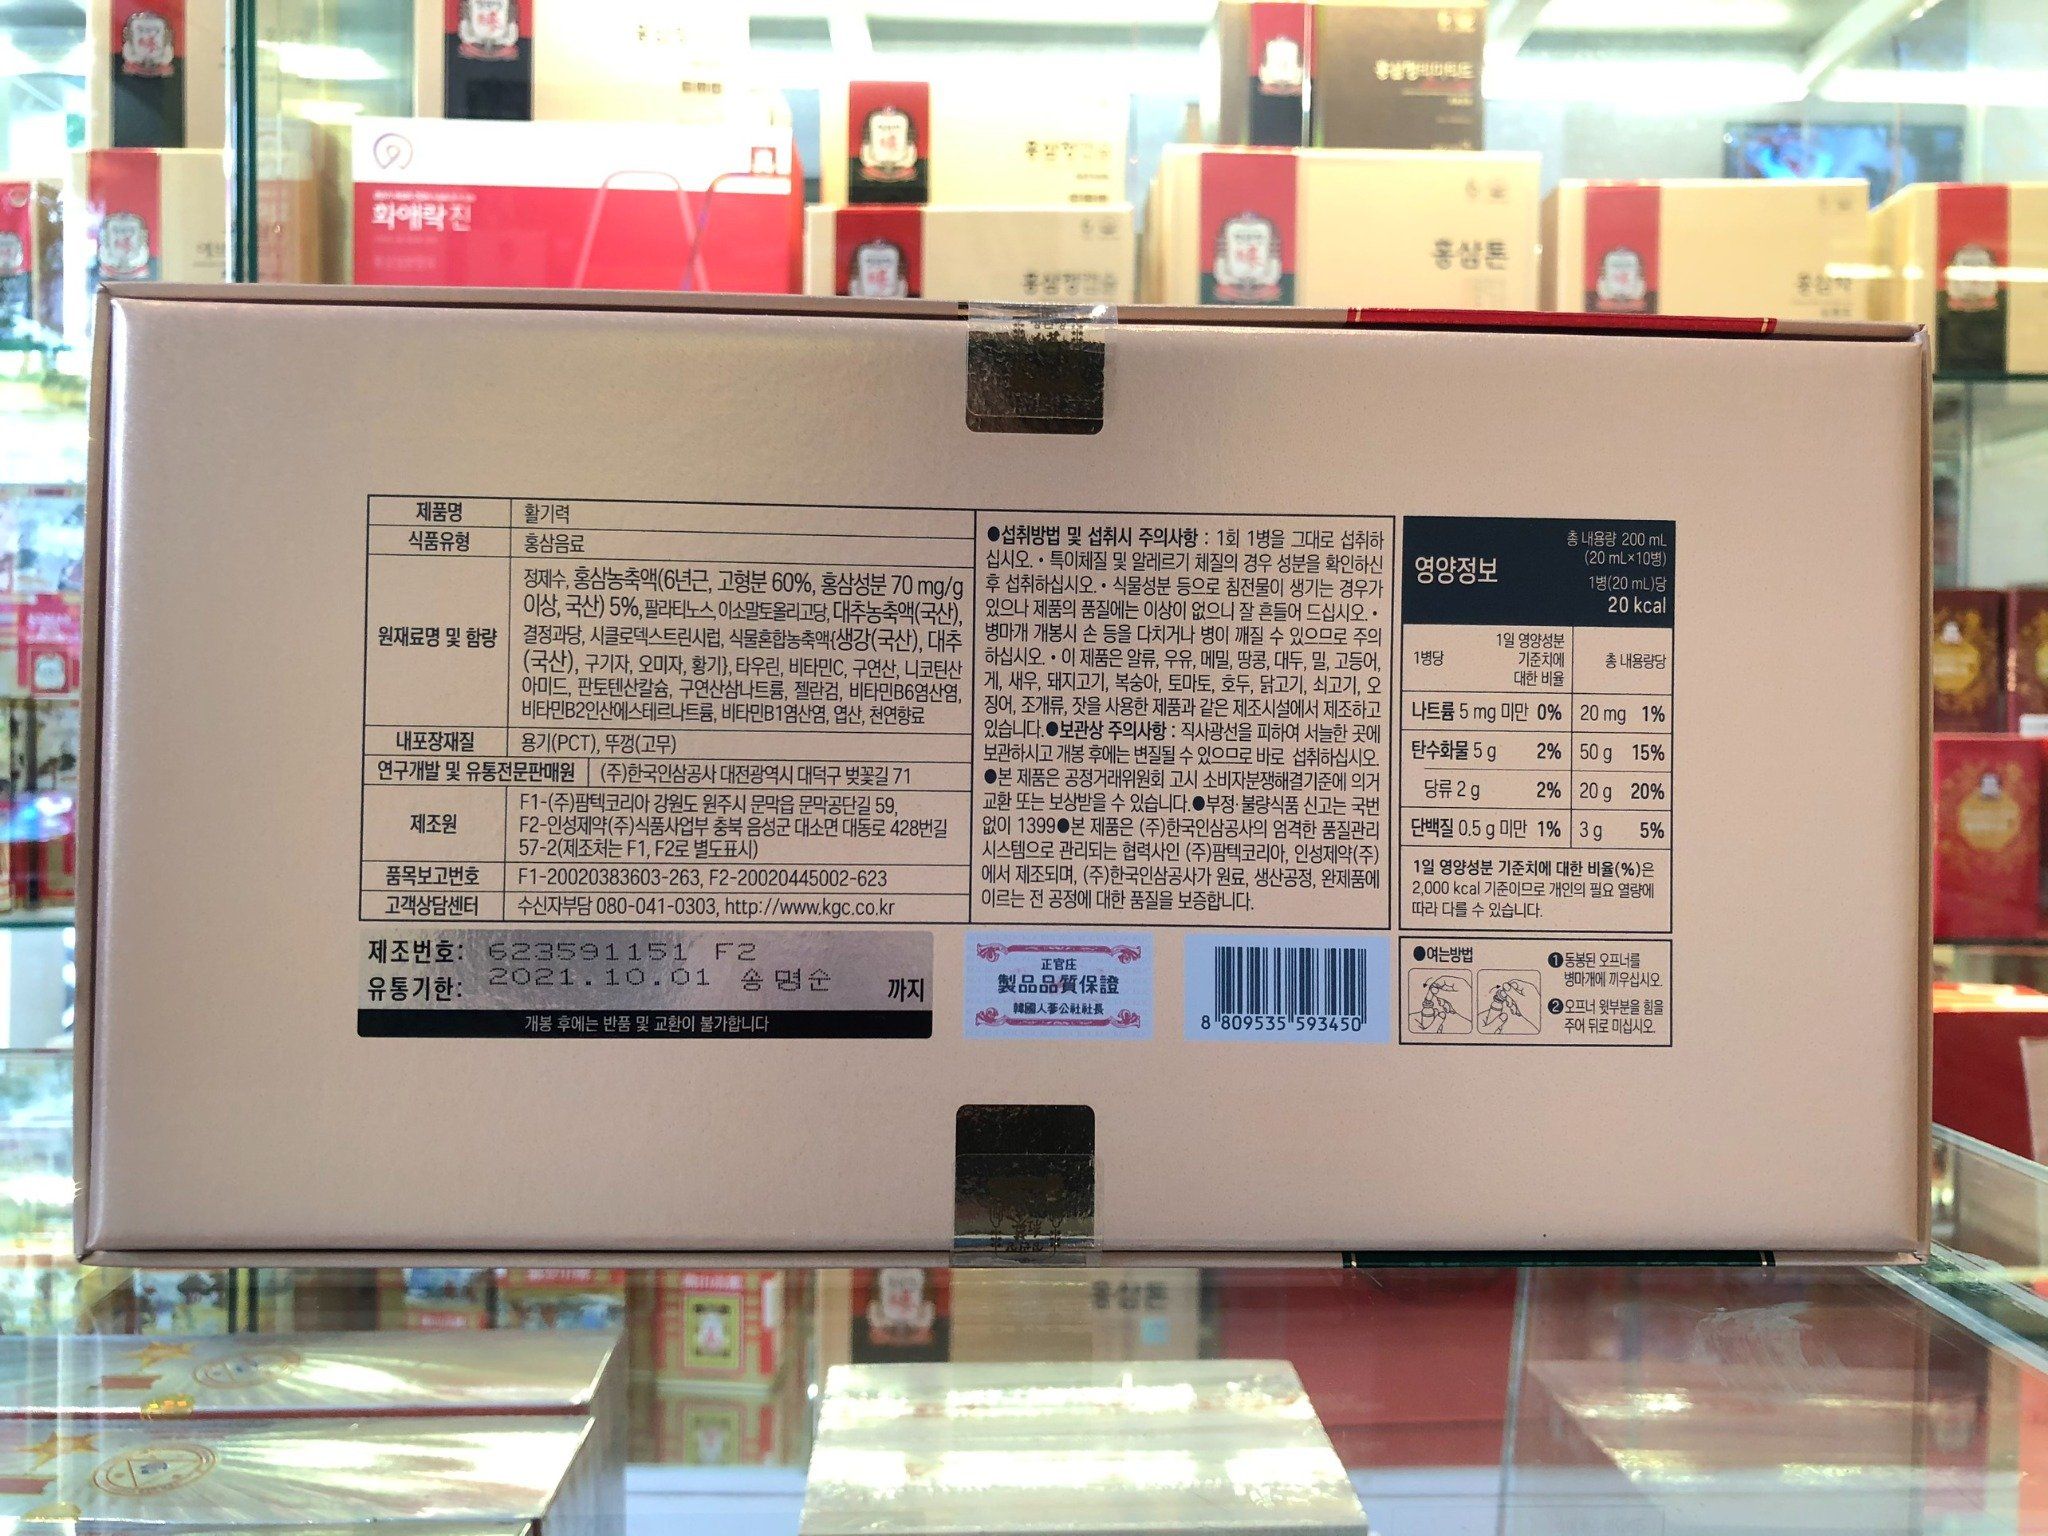 화애락진
홍삼정
홍삼톤
제품명
활기력
식품유형
홍삼음료
원재료명 및 함량
정제수, 홍삼농축액(6년근, 고형분 60%, 홍삼성분 70 mg/g
이상, 국산) 5%, 팔라티노스, 이소말토올리고당, 대추농축액(국산),
결정과당, 시클로덱스트린시럽, 식물혼합농축액{생강(국산), 대추
(국산), 구기자, 오미자, 황기}, 타우린, 비타민C, 구연산, 니코틴산
아미드, 판토텐산칼슘, 구연산삼나트륨, 젤란검, 비타민B6염산염,
비타민B2인산에스테르나트륨, 비타민B1염산염, 엽산, 천연향료
내포장재질
용기(PCT), 뚜껑(고무)
연구개발 및 유통전문판매원
(주)한국인삼공사 대전광역시 대덕구 벚꽃길 71
제조원
F1-(주)팜텍코리아 강원도 원주시 문막읍 문막공단길 59,
F2-인성제약(주)식품사업부 충북 음성군 대소면 대동로 428번길
57-2(제조처는 F1, F2로 별도표시)
품목보고번호
F1-20020383603-263, F2-20020445002-623
고객상담센터
수신자부담 080-041-0303, http://www.kgc.co.kr
●섭취방법 및 섭취시 주의사항 : 1회 1병을 그대로 섭취하
십시오. • 특이체질 및 알레르기 체질의 경우 성분을 확인하신
후 섭취하십시오. • 식물성분 등으로 침전물이 생기는 경우가
있으나 제품의 품질에는 이상이 없으니 잘 흔들어 드십시오. •
병마개 개봉시 손 등을 다치거나 병이 깨질 수 있으므로 주의
하십시오. • 이 제품은 알류, 우유, 메밀, 땅콩, 대두, 밀, 고등어,
게, 새우, 돼지고기, 복숭아, 토마토, 호두, 닭고기, 쇠고기, 오
징어, 조개류, 잣을 사용한 제품과 같은 제조시설에서 제조하고
있습니다.●보관상 주의사항 : 직사광선을 피하여 서늘한 곳에
보관하시고 개봉 후에는 변질될 수 있으므로 바로 섭취하십시오.
●본 제품은 공정거래위원회 고시 소비자분쟁해결기준에 의거
교환 또는 보상받을 수 있습니다.●부정·불량식품 신고는 국번
없이 1399●본 제품은 (주)한국인삼공사의 엄격한 품질관리
시스템으로 관리되는 협력사인 (주)팜텍코리아, 인성제약(주)
에서 제조되며, (주)한국인삼공사가 원료, 생산공정, 완제품에
이르는 전 공정에 대한 품질을 보증합니다.
영양정보
총 내용량 200 mL
(20 mL×10병)
1병(20 mL)당
20 kcal
1병당
1일 영양성분
기준치에
대한 비율
총 내용량당
나트륨 5 mg 미만 0% 20 mg 1%
탄수화물 5 g 2% 50 g 15%
당류 2 g 2% 20 g 20%
단백질 0.5 g 미만 1% 3 g 5%
1일 영양성분 기준치에 대한 비율(%)은
2,000 kcal 기준이므로 개인의 필요 열량에
따라 다를 수 있습니다.
제조번호: 623591151 F2
유통기한: 2021.10.01 송명순 까지
개봉 후에는 반품 및 교환이 불가합니다
正官庄
製品品質保證
韓國人蔘公社社長
8 809535 593450
●여는방법
❶ 동봉된 오프너를
병마개에 끼우십시오.
❷ 오프너 윗부분을 힘을
주어 뒤로 미십시오.